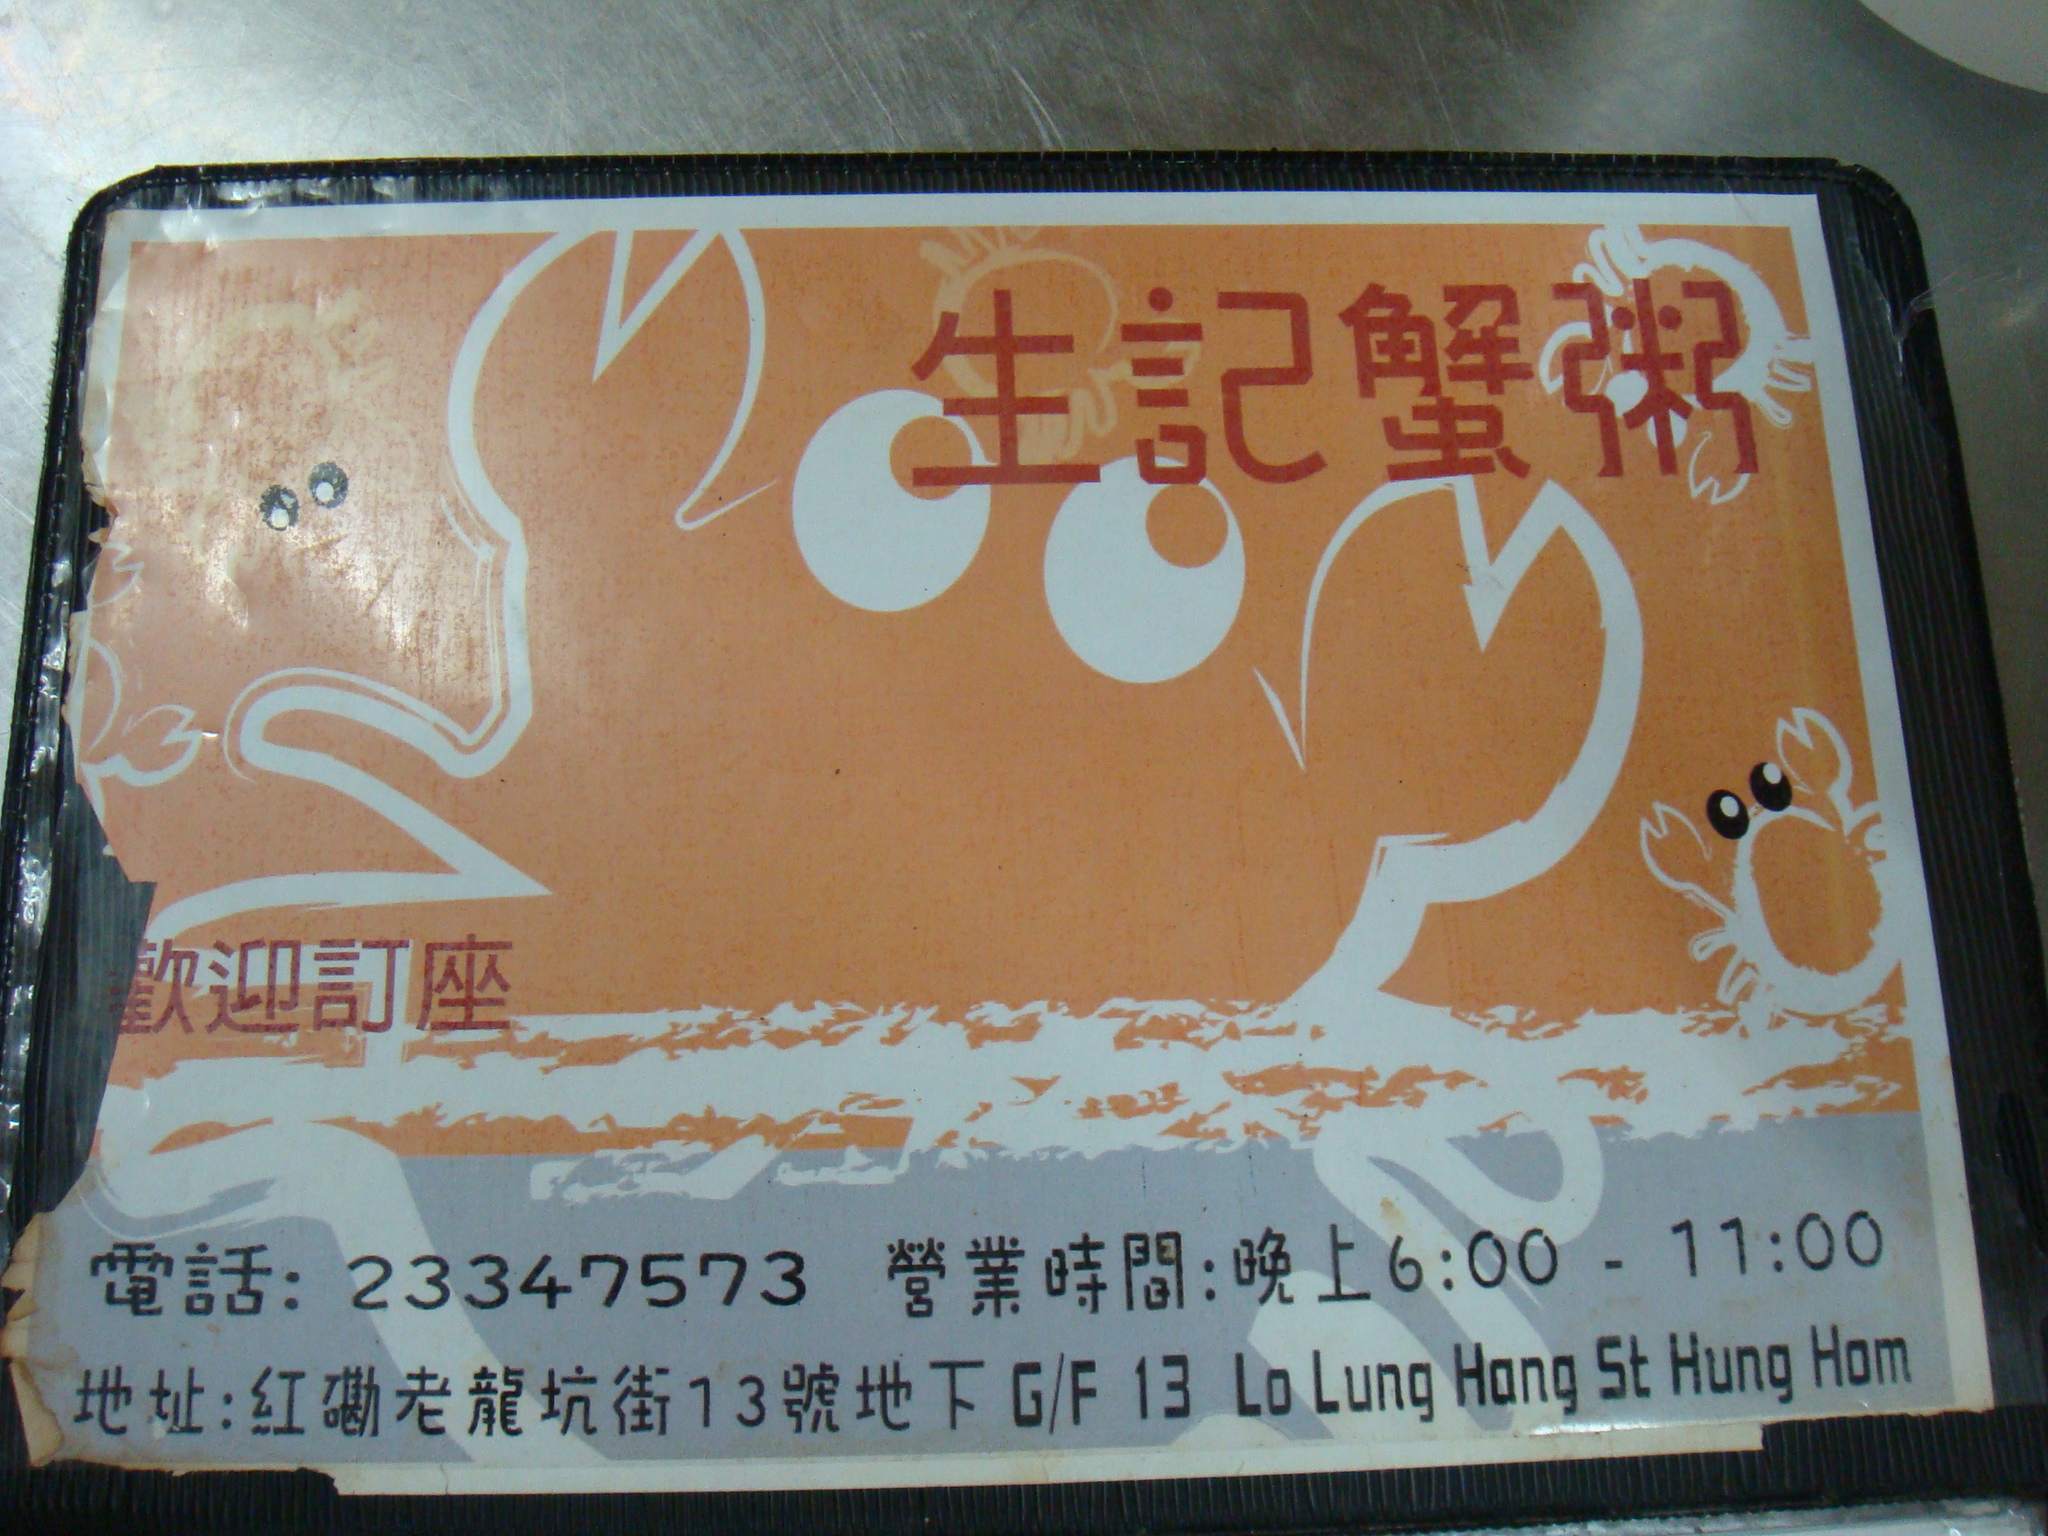 生記蟹粥
歡迎訂座
電話: 23347573 營業時間:晚上6:00 - 11:00
地址:紅磡老龍坑街13號地下 G/F 13 Lo Lung Hang St Hung Hom